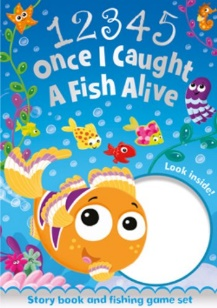 12345
Once I Caught
A Fish Alive
Look inside!
Story book and fishing game set